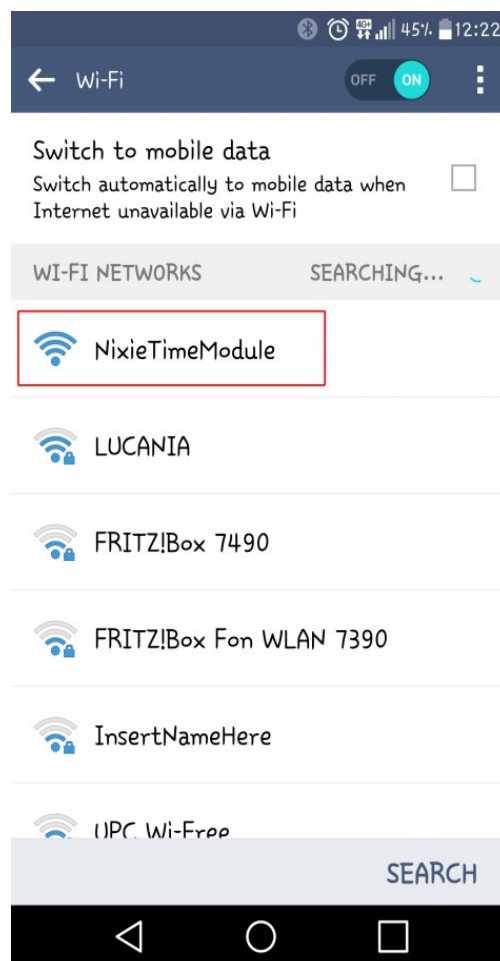 4G+ 45% 12:22
Wi-Fi OFF ON
Switch to mobile data
Switch automatically to mobile data when
Internet unavailable via Wi-Fi
WI-FI NETWORKS SEARCHING...
NixieTimeModule
LUCANIA
FRITZ!Box 7490
FRITZ!Box Fon WLAN 7390
InsertNameHere
UPC Wi-Free
SEARCH